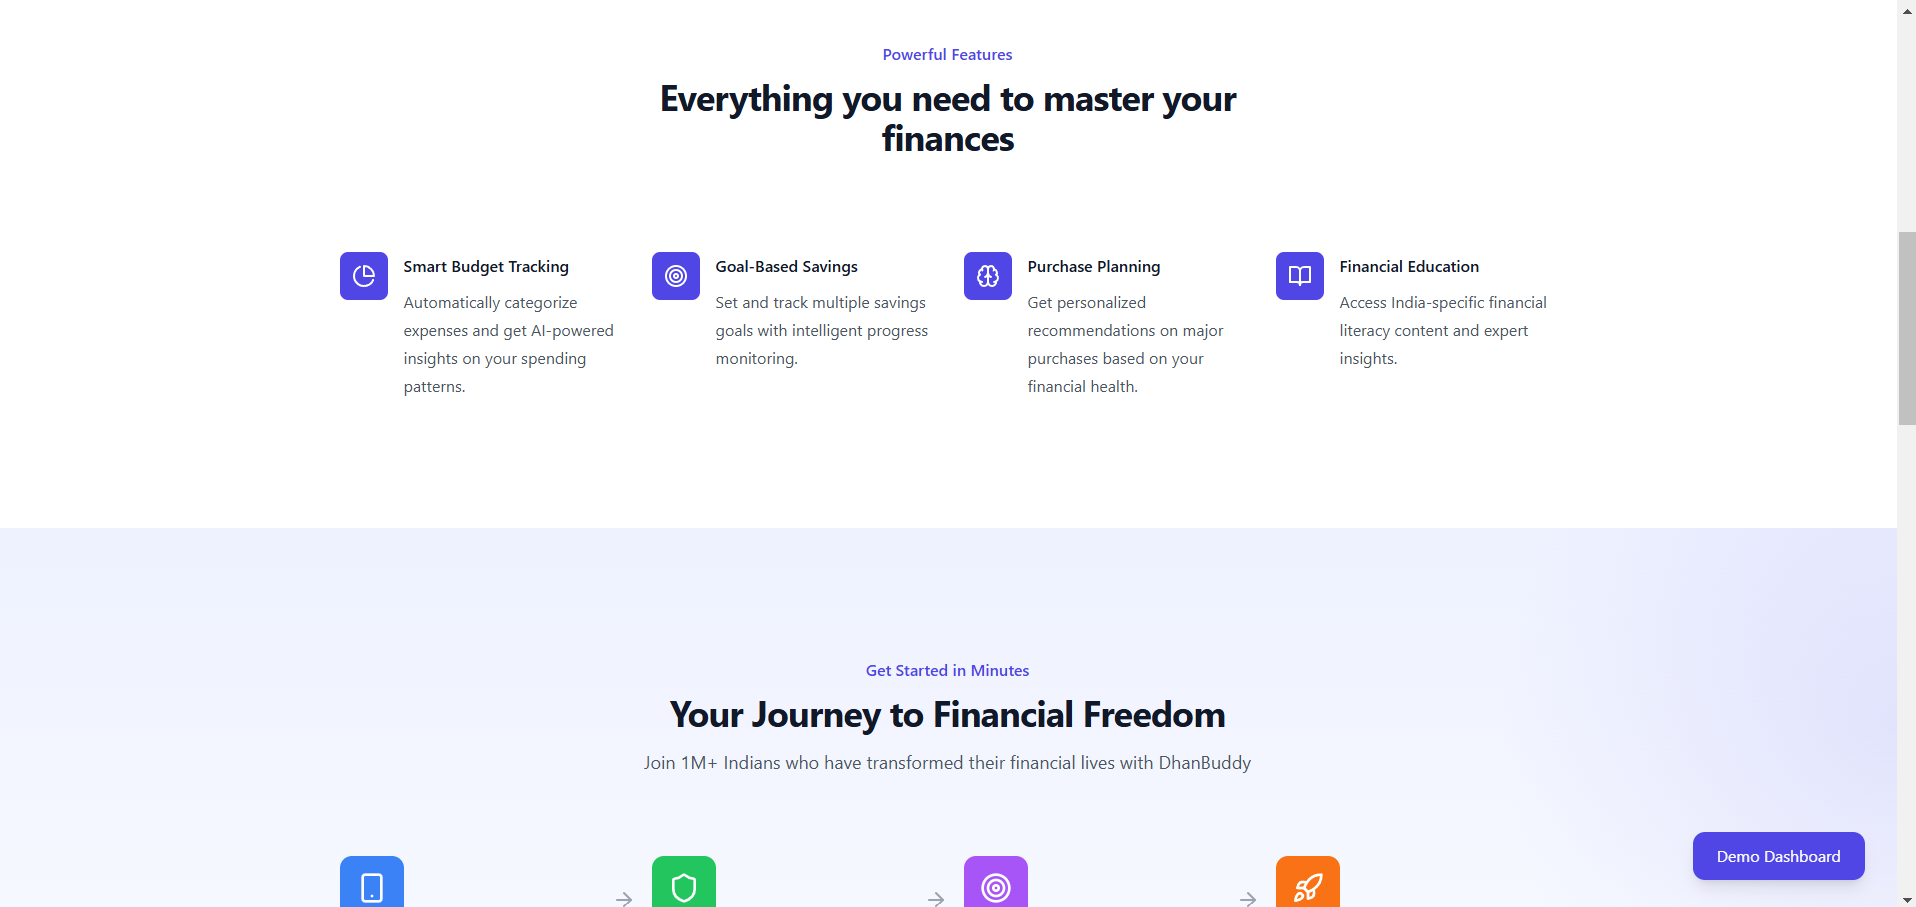 Powerful Features
Everything you need to master your
finances
Smart Budget Tracking
Automatically categorize
expenses and get AI-powered
insights on your spending
patterns.
Goal-Based Savings
Set and track multiple savings
goals with intelligent progress
monitoring.
Purchase Planning
Get personalized
recommendations on major
purchases based on your
financial health.
Financial Education
Access India-specific financial
literacy content and expert
insights.
Get Started in Minutes
Your Journey to Financial Freedom
Join 1M+ Indians who have transformed their financial lives with DhanBuddy
Demo Dashboard